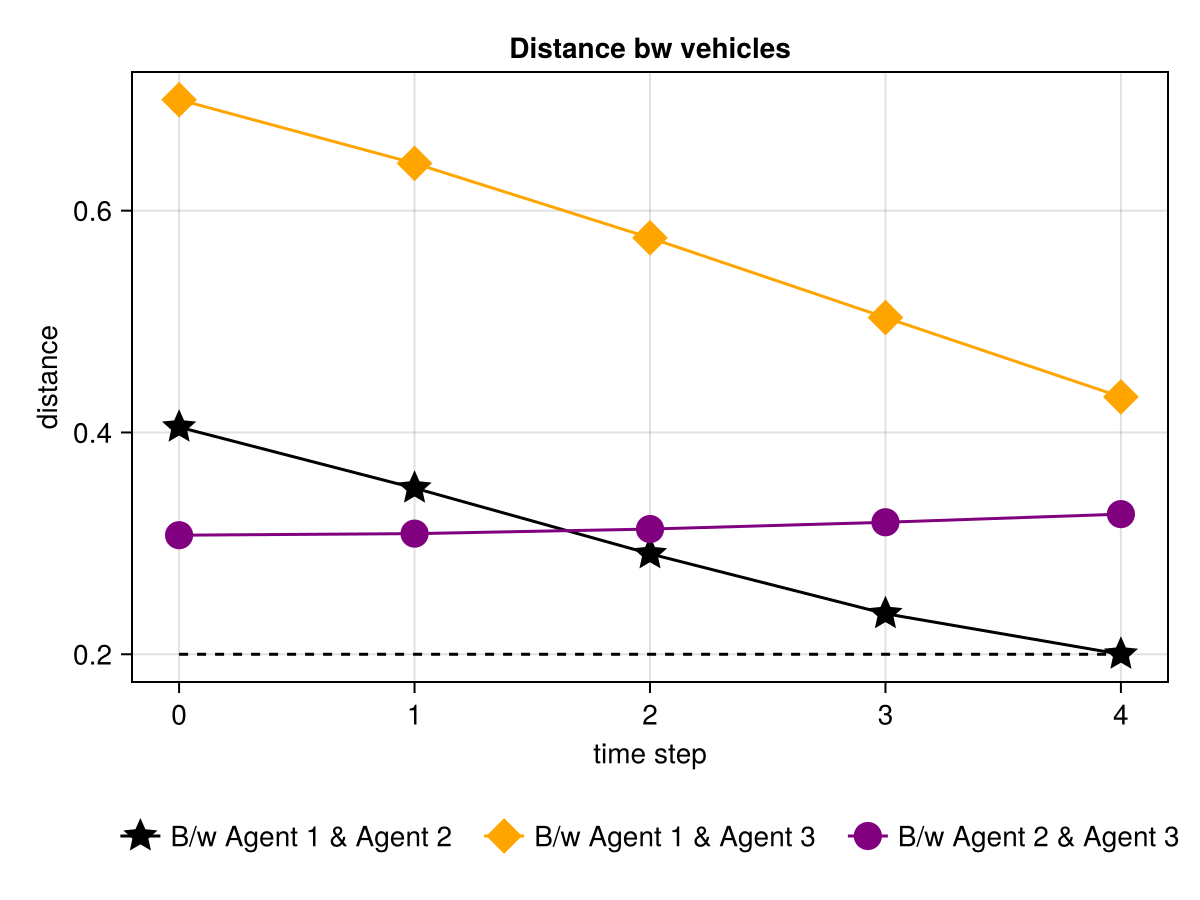 Distance bw vehicles
distance
0.6
0.4
0.2
0 1 2 3 4
time step
B/w Agent 1 & Agent 2 B/w Agent 1 & Agent 3 B/w Agent 2 & Agent 3